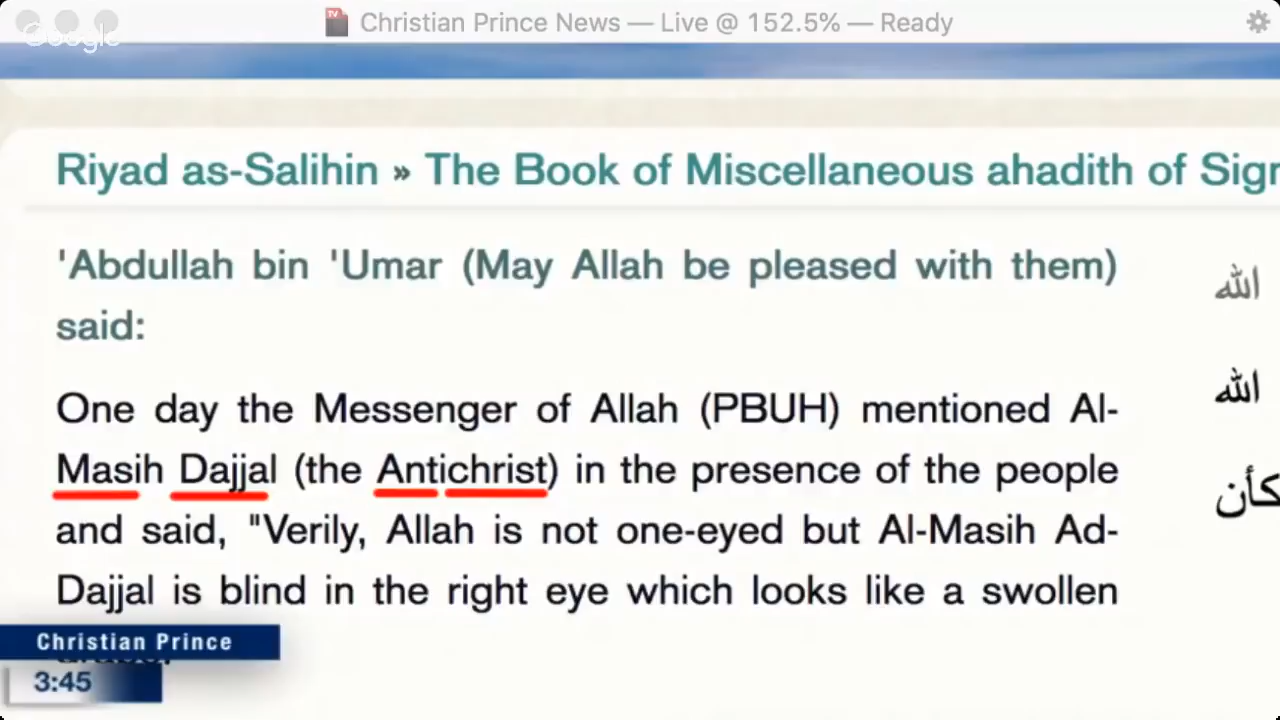 Christian Prince News — Live @ 152.5% — Ready
Google
Riyad as-Salihin » The Book of Miscellaneous ahadith of
'Abdullah bin 'Umar (May Allah be pleased with them)
said:
One day the Messenger of Allah (PBUH) mentioned Al-
Masih Dajjal (the Antichrist) in the presence of the people
and said, "Verily, Allah is not one-eyed but Al-Masih Ad-
Dajjal is blind in the right eye which looks like a swollen
الله
الله
كأن
Christian Prince
3:45